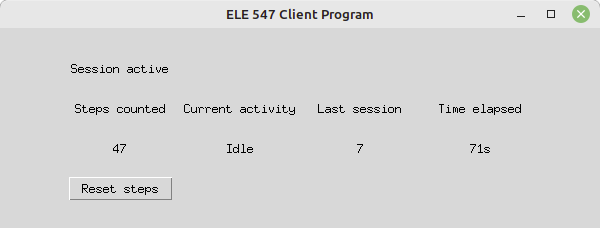 ELE 547 Client Program
Session active
Steps counted Current activity Last session Time elapsed
47 Idle 7 71s
Reset steps